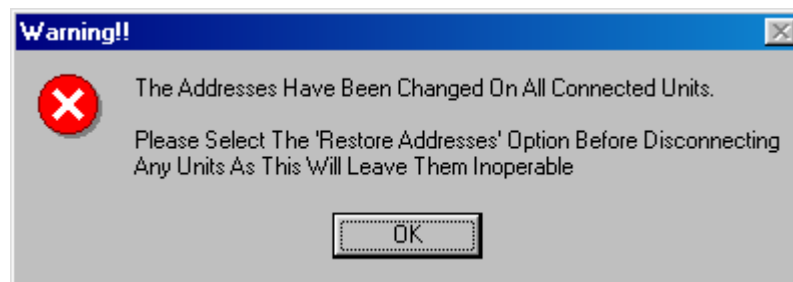 Warning!!
The Addresses Have Been Changed On All Connected Units.
Please Select The 'Restore Addresses' Option Before Disconnecting
Any Units As This Will Leave Them Inoperable
OK